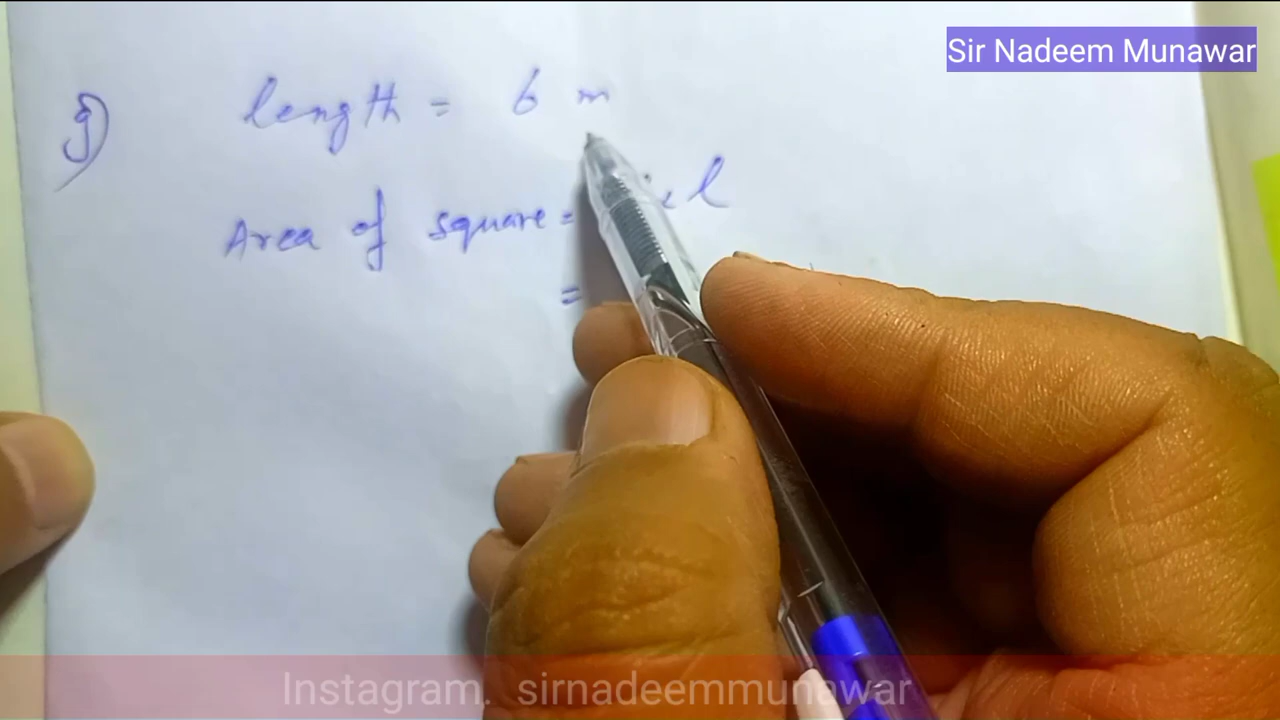 Sir Nadeem Munawar
g) length = 6 m
Area of square = l
=
Instagram. sirnadeemmunawar